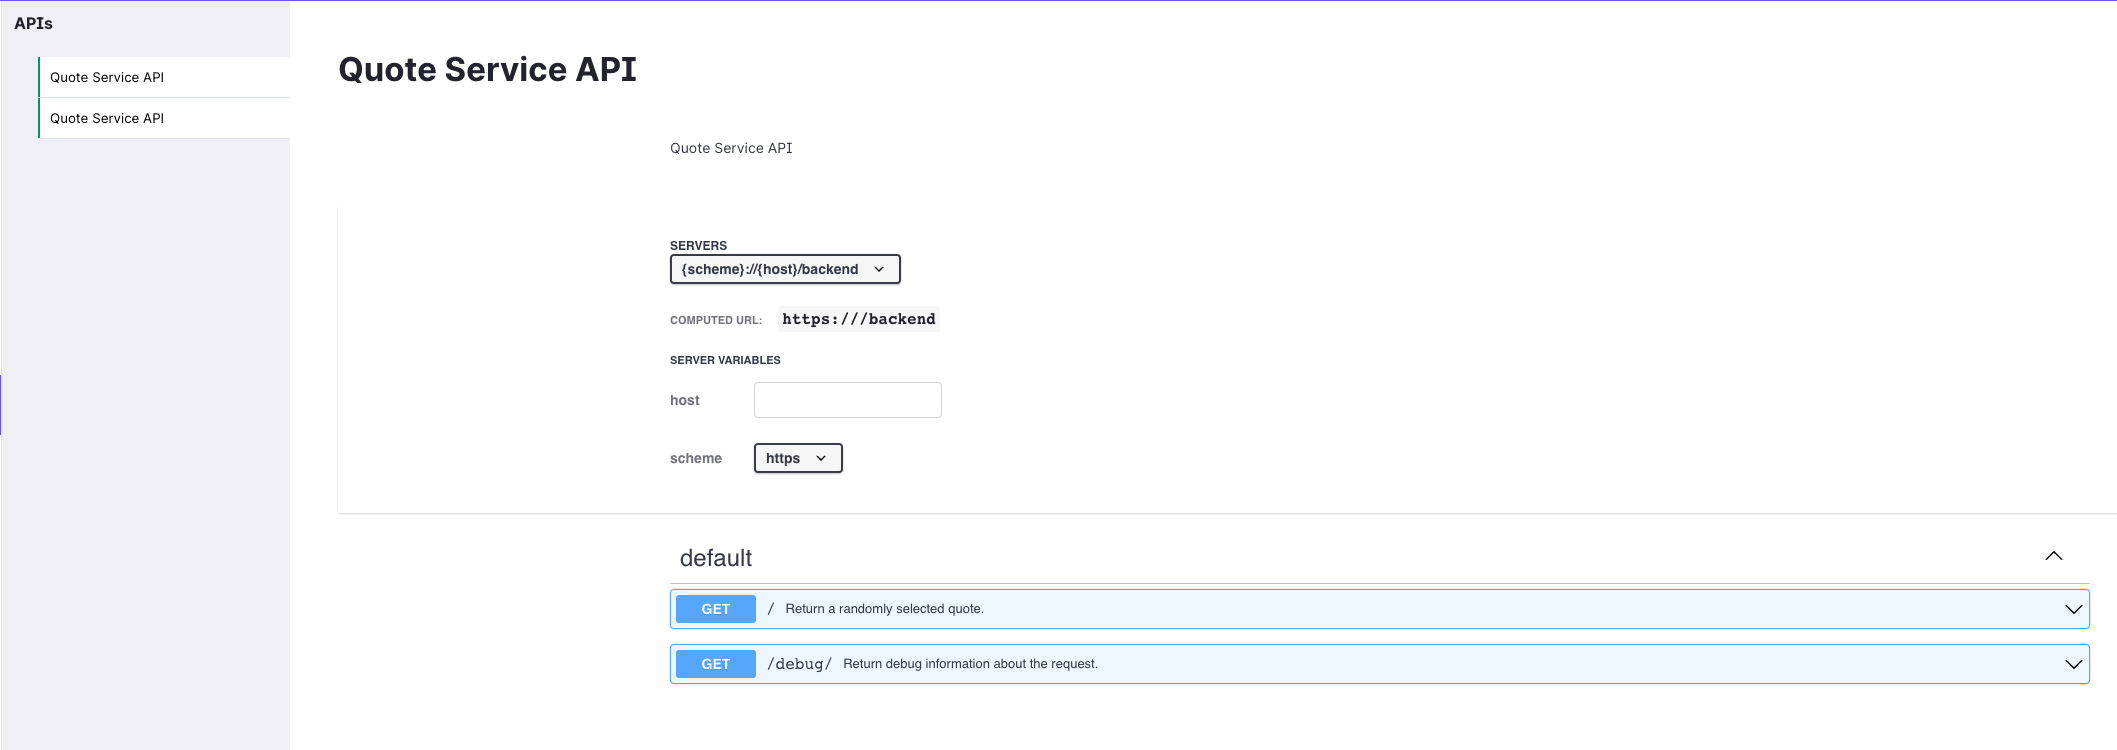 APIs
Quote Service API
Quote Service API
Quote Service API
Quote Service API
SERVERS
{scheme}://{host}/backend
COMPUTED URL: https:///backend
SERVER VARIABLES
host
scheme https
default
GET / Return a randomly selected quote.
GET /debug/ Return debug information about the request.